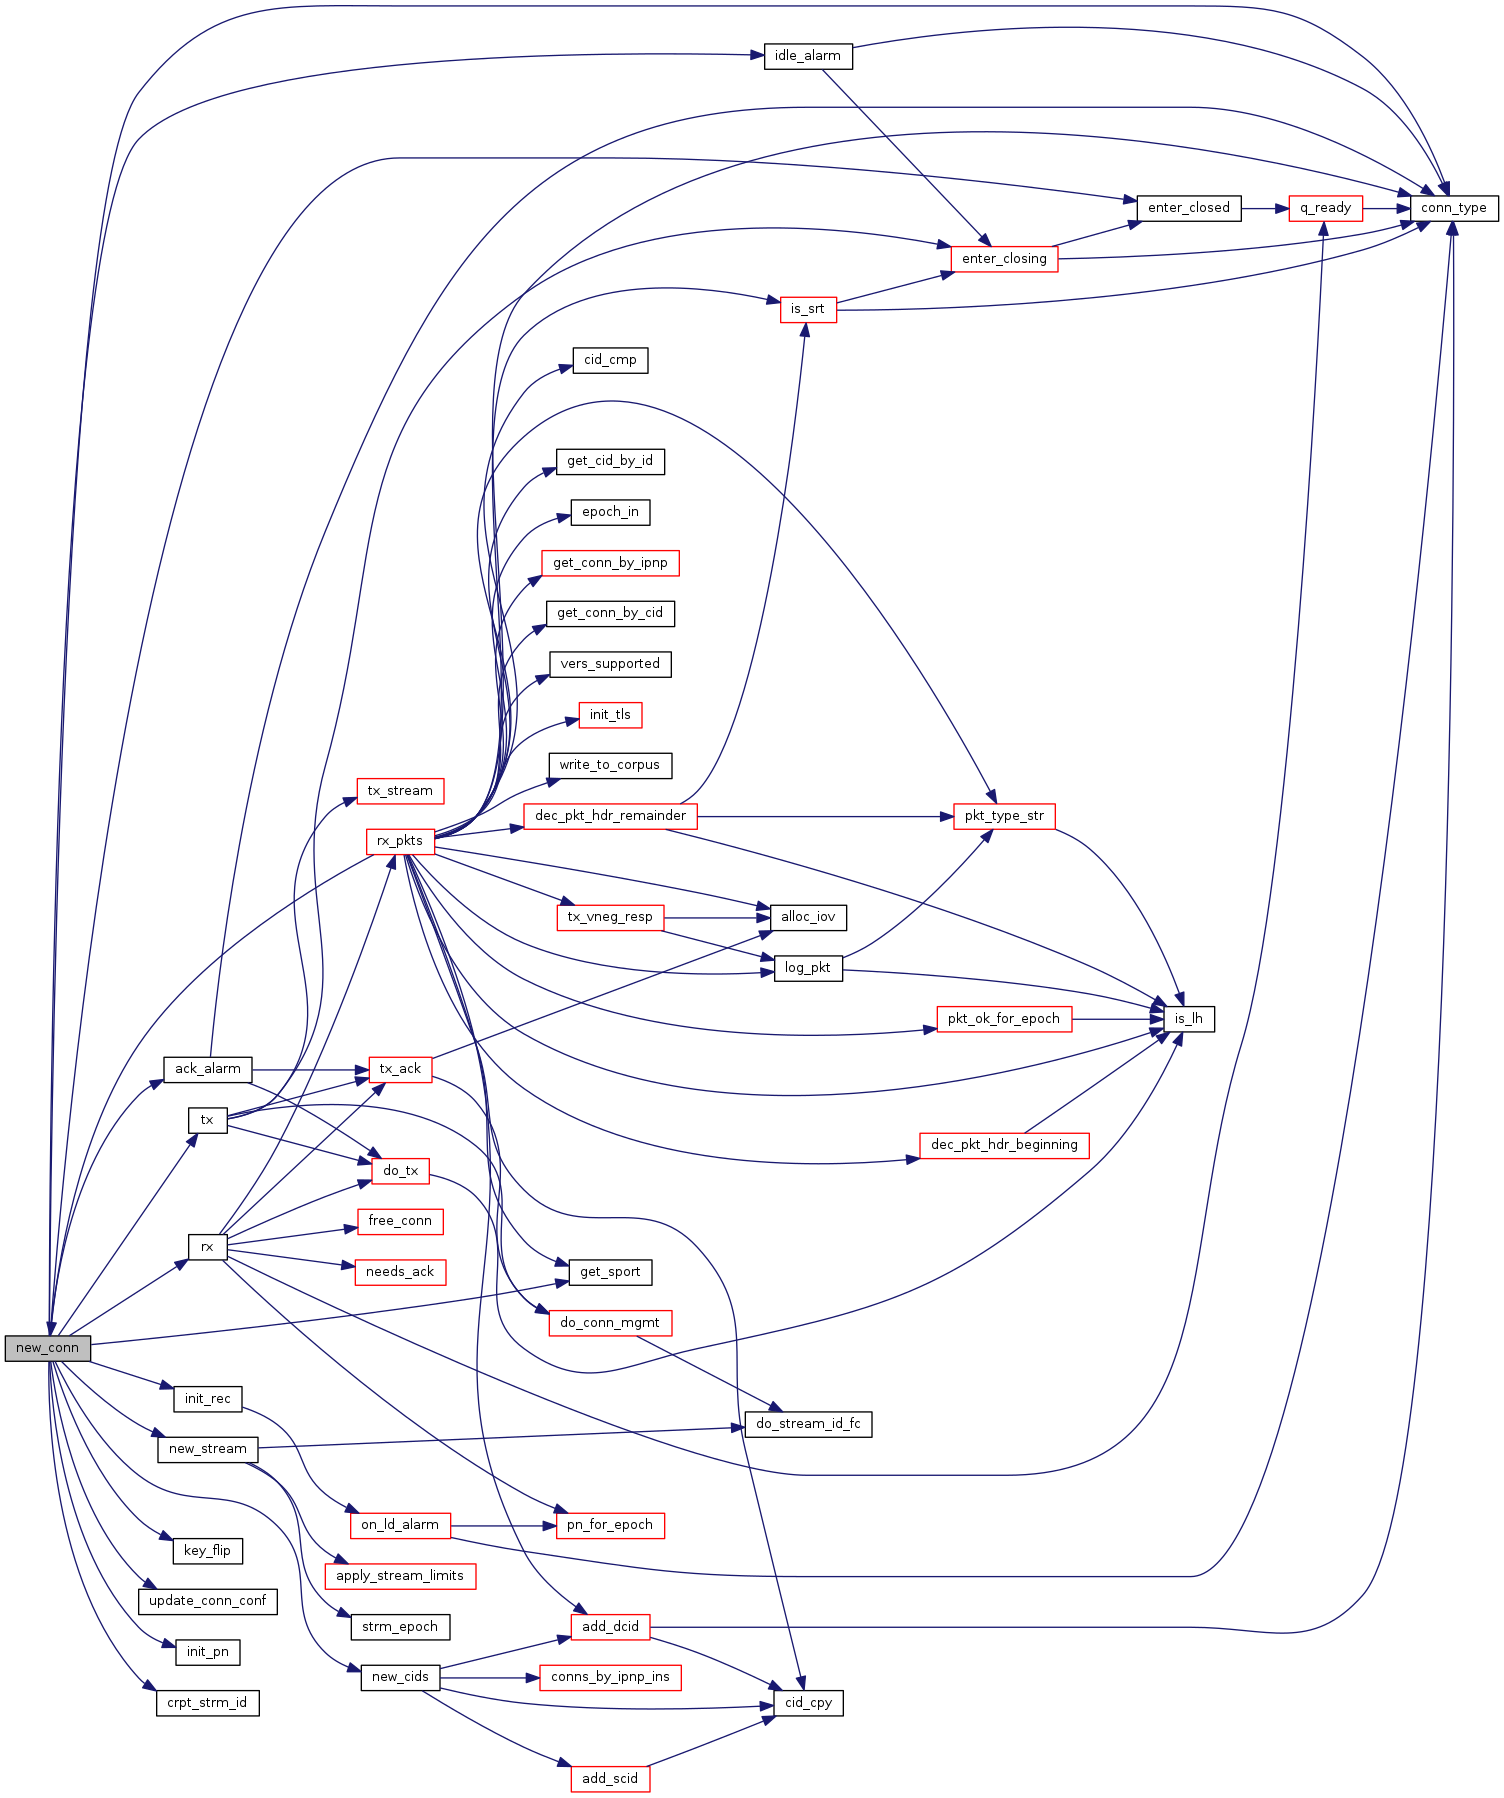 idle_alarm
enter_closed
q_ready
conn_type
enter_closing
is_srt
cid_cmp
get_cid_by_id
epoch_in
get_conn_by_ipnp
get_conn_by_cid
vers_supported
init_tls
write_to_corpus
tx_stream
dec_pkt_hdr_remainder
pkt_type_str
rx_pkts
tx_vneg_resp
alloc_iov
log_pkt
pkt_ok_for_epoch
is_lh
ack_alarm
tx_ack
tx
dec_pkt_hdr_beginning
do_tx
free_conn
rx
needs_ack
get_sport
do_conn_mgmt
new_conn
init_rec
do_stream_id_fc
new_stream
on_ld_alarm
pn_for_epoch
key_flip
apply_stream_limits
update_conn_conf
strm_epoch
add_dcid
init_pn
new_cids
conns_by_ipnp_ins
crpt_strm_id
cid_cpy
add_scid